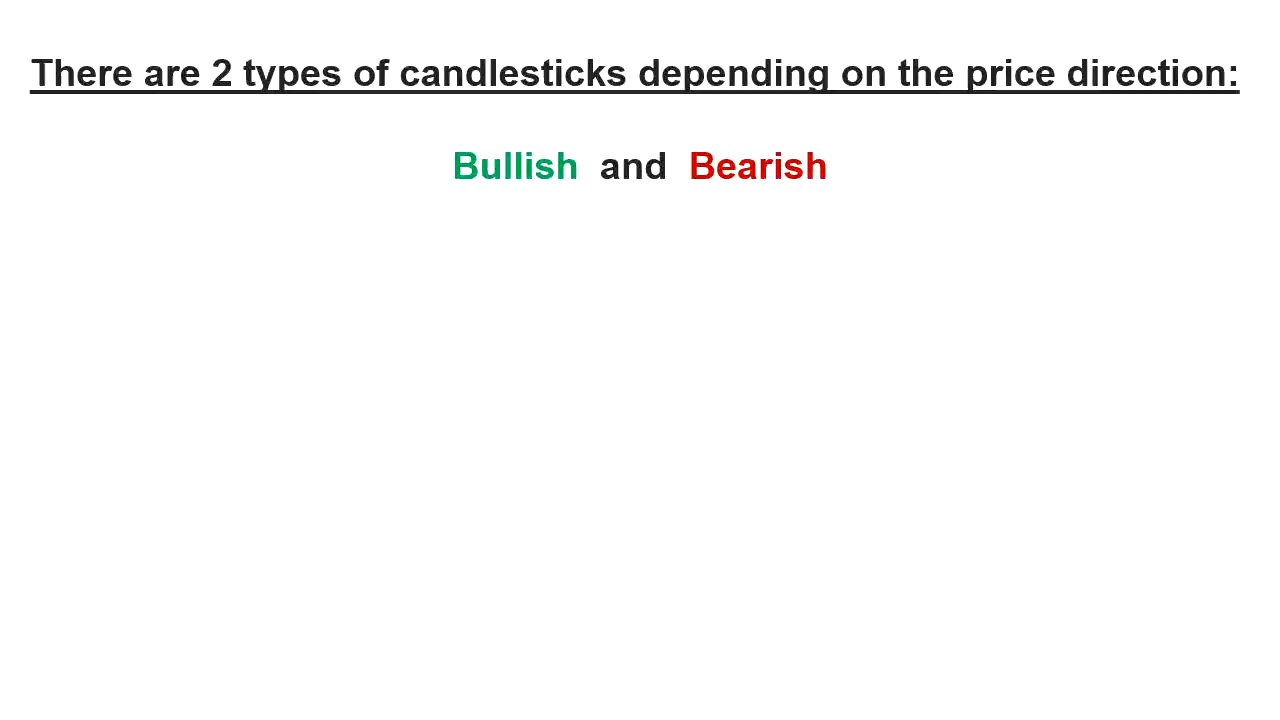 There are 2 types of candlesticks depending on the price direction:
Bullish and Bearish